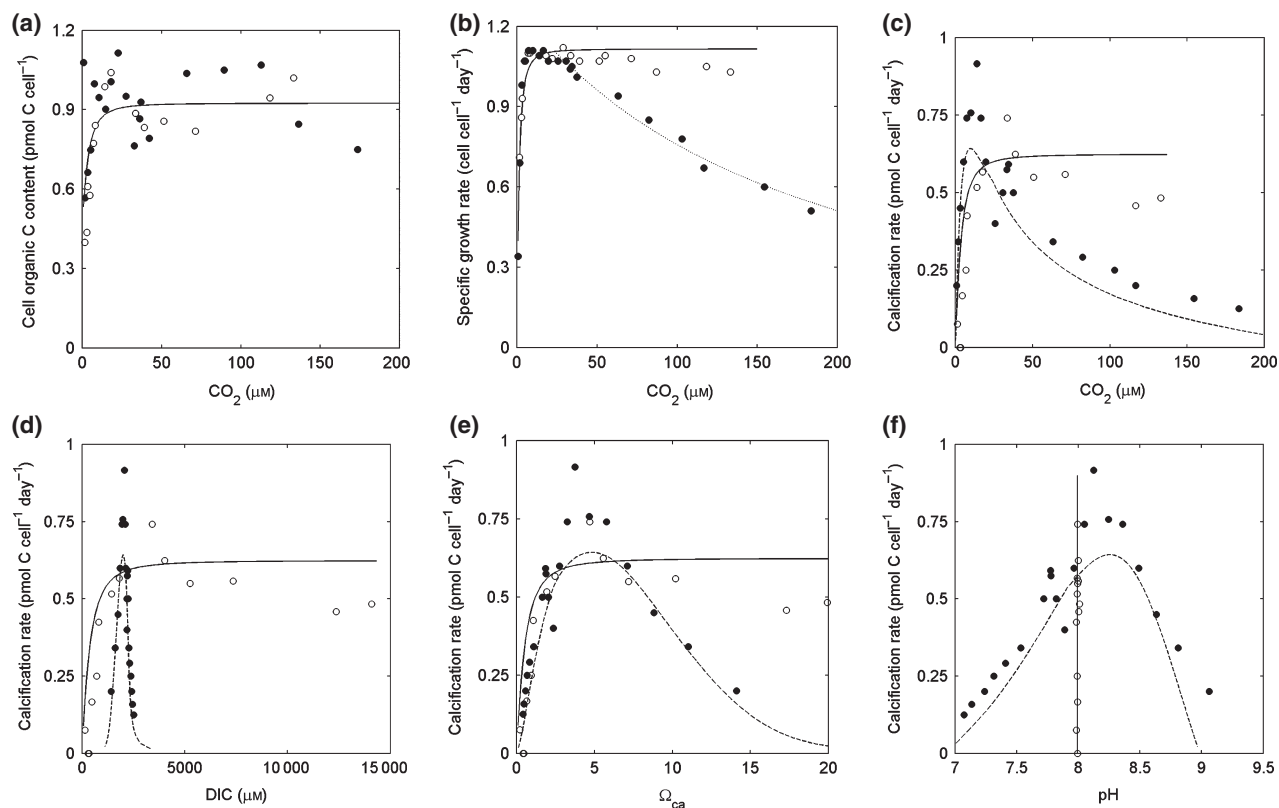 (a)
1.2
0.9
0.6
0.3
0
0 50 100 150 200
Cell organic C content (pmol C cell⁻¹)
CO₂ (µM)
(b)
1.2
0.9
0.6
0.3
0
0 50 100 150 200
Specific growth rate (cell cell⁻¹ day⁻¹)
CO₂ (µM)
(c)
1
0.75
0.5
0.25
0
0 50 100 150 200
Calcification rate (pmol C cell⁻¹ day⁻¹)
CO₂ (µM)
(d)
1
0.75
0.5
0.25
0
0 5000 10 000 15 000
Calcification rate (pmol C cell⁻¹ day⁻¹)
DIC (µM)
(e)
1
0.75
0.5
0.25
0
0 5 10 15 20
Calcification rate (pmol C cell⁻¹ day⁻¹)
Ω_ca
(f)
1
0.75
0.5
0.25
0
7 7.5 8 8.5 9 9.5
Calcification rate (pmol C cell⁻¹ day⁻¹)
pH